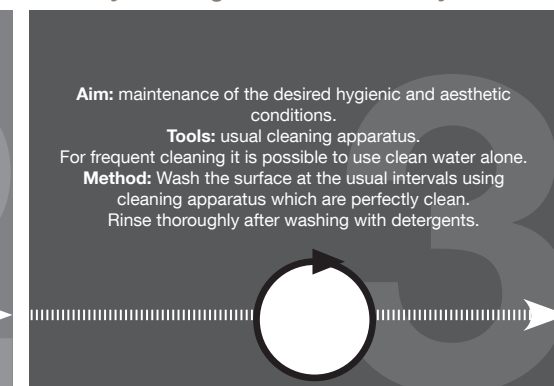 Aim: maintenance of the desired hygienic and aesthetic
conditions.
Tools: usual cleaning apparatus.
For frequent cleaning it is possible to use clean water alone.
Method: Wash the surface at the usual intervals using
cleaning apparatus which are perfectly clean.
Rinse thoroughly after washing with detergents.
3